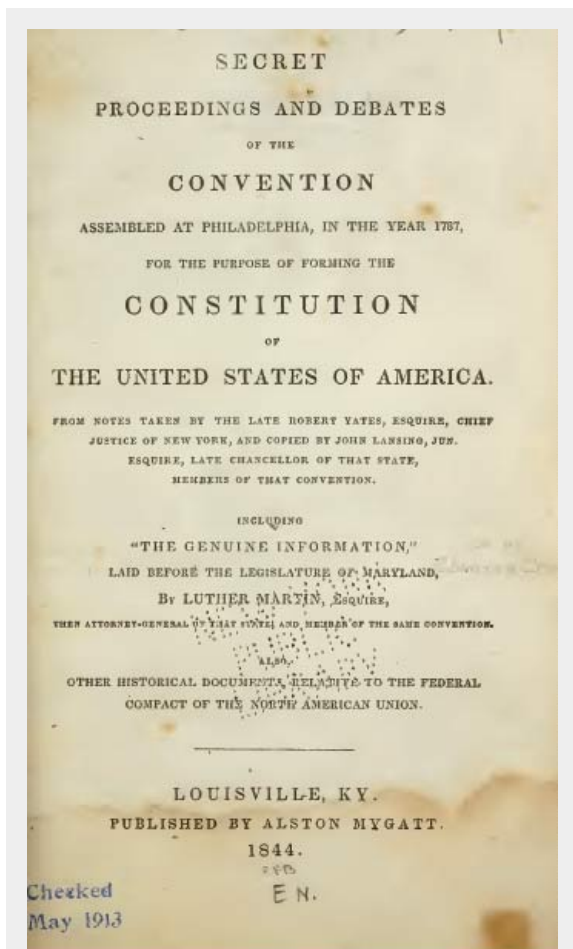 SECRET
PROCEEDINGS AND DEBATES
OF THE
CONVENTION
ASSEMBLED AT PHILADELPHIA, IN THE YEAR 1787,
FOR THE PURPOSE OF FORMING THE
CONSTITUTION
OF
THE UNITED STATES OF AMERICA.
FROM NOTES TAKEN BY THE LATE ROBERT YATES, ESQUIRE, CHIEF
JUSTICE OF NEW YORK, AND COPIED BY JOHN LANSING, JUN.
ESQUIRE, LATE CHANCELLOR OF THAT STATE,
MEMBERS OF THAT CONVENTION.
INCLUDING
"THE GENUINE INFORMATION,"
LAID BEFORE THE LEGISLATURE OF MARYLAND,
BY LUTHER MARTIN, ESQUIRE,
THEN ATTORNEY-GENERAL OF THAT STATE, AND MEMBER OF THE SAME CONVENTION.
ALSO,
OTHER HISTORICAL DOCUMENTS, RELATIVE TO THE FEDERAL
COMPACT OF THE NORTH AMERICAN UNION.
LOUISVILLE, KY.
PUBLISHED BY ALSTON MYGATT.
1844.
E N.
Checked
May 1913